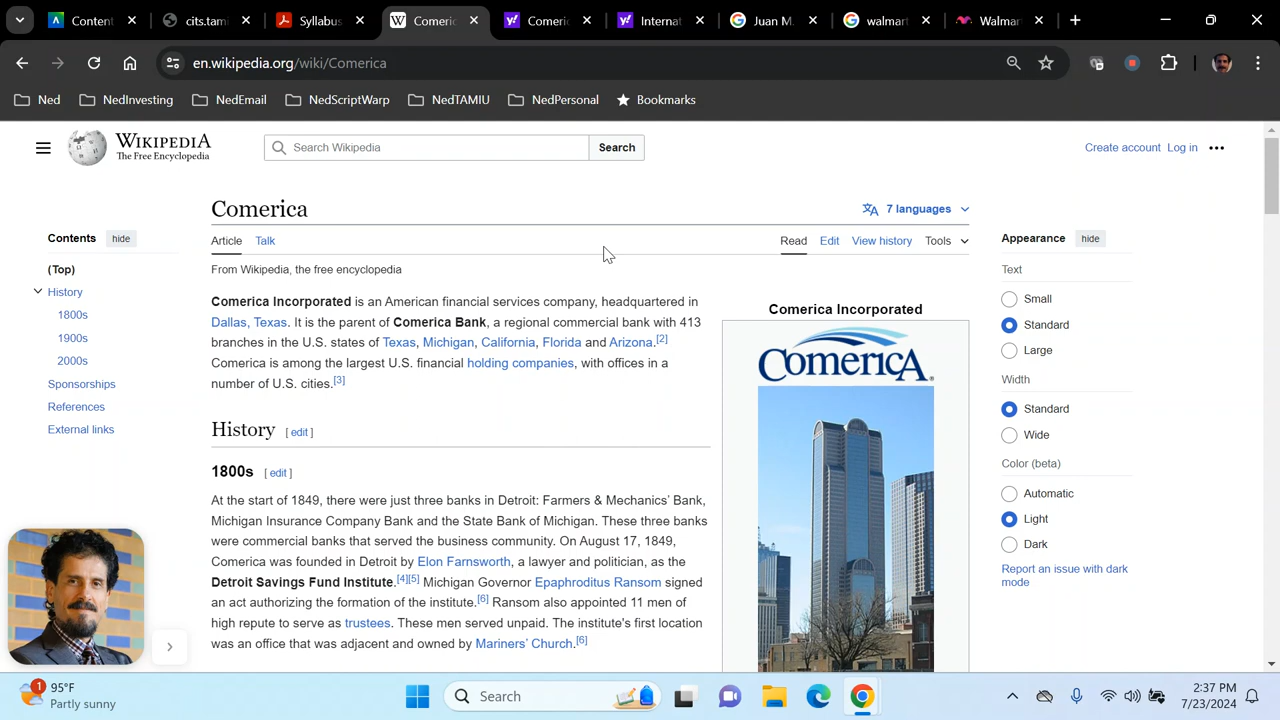 Conten
cits.tam
Syllabus
Comeric
Comeric
Internat
Juan M.
walmart
Walmar
en.wikipedia.org/wiki/Comerica
Ned
NedInvesting
NedEmail
NedScriptWarp
NedTAMIU
NedPersonal
Bookmarks
WIKIPEDIA
The Free Encyclopedia
Search Wikipedia
Search
Create account Log in
Comerica
7 languages
Contents hide
(Top)
History
1800s
1900s
2000s
Sponsorships
References
External links
Article Talk
Read Edit View history Tools
From Wikipedia, the free encyclopedia
Comerica Incorporated is an American financial services company, headquartered in
Dallas, Texas. It is the parent of Comerica Bank, a regional commercial bank with 413
branches in the U.S. states of Texas, Michigan, California, Florida and Arizona.[2]
Comerica is among the largest U.S. financial holding companies, with offices in a
number of U.S. cities.[3]
History [ edit ]
1800s [ edit ]
At the start of 1849, there were just three banks in Detroit: Farmers & Mechanics' Bank,
Michigan Insurance Company Bank and the State Bank of Michigan. These three banks
were commercial banks that served the business community. On August 17, 1849,
Comerica was founded in Detroit by Elon Farnsworth, a lawyer and politician, as the
Detroit Savings Fund Institute.[4][5] Michigan Governor Epaphroditus Ransom signed
an act authorizing the formation of the institute.[6] Ransom also appointed 11 men of
high repute to serve as trustees. These men served unpaid. The institute's first location
was an office that was adjacent and owned by Mariners' Church.[6]
Comerica Incorporated
Comerica
Appearance hide
Text
Small
Standard
Large
Width
Standard
Wide
Color (beta)
Automatic
Light
Dark
Report an issue with dark
mode
1
95°F
Partly sunny
Search
2:37 PM
7/23/2024